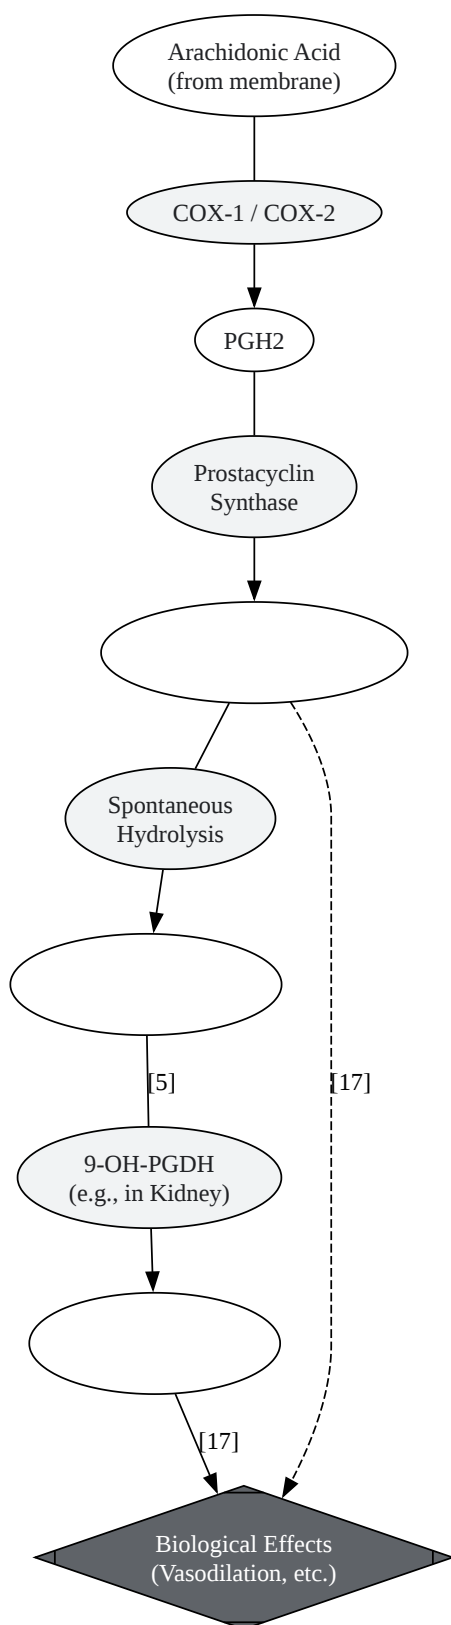 Arachidonic Acid
(from membrane)
COX-1 / COX-2
PGH2
Prostacyclin
Synthase
Spontaneous
Hydrolysis
[5]
[17]
9-OH-PGDH
(e.g., in Kidney)
[17]
Biological Effects
(Vasodilation, etc.)